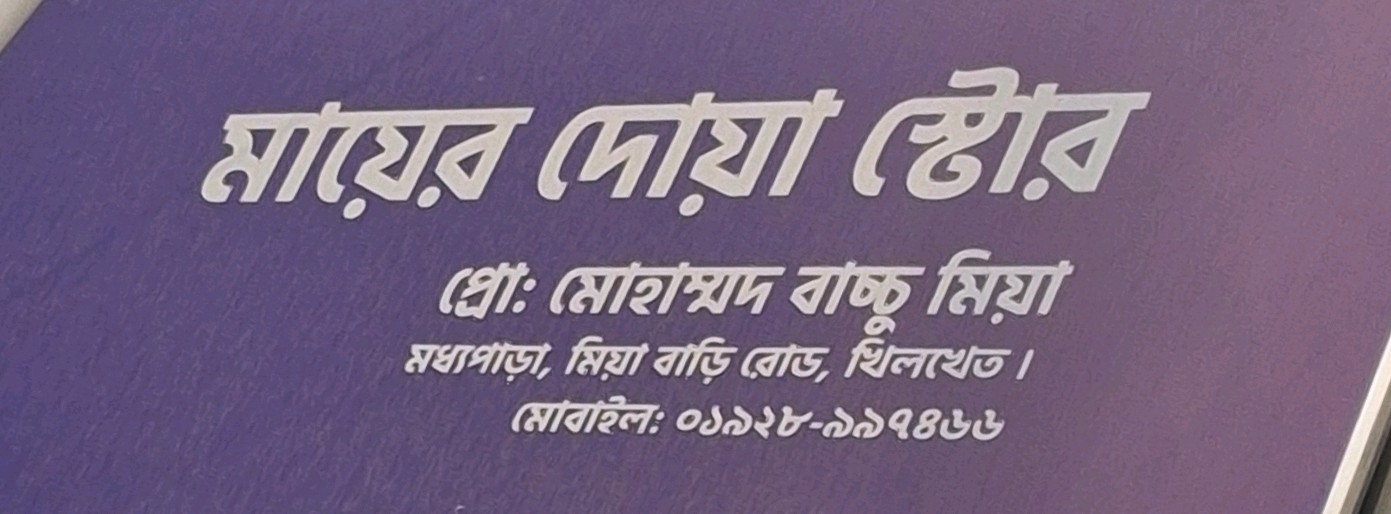 মায়ের দোয়া স্টোর
প্রো: মোহাম্মদ বাচ্চু মিয়া
মধ্যপাড়া, মিয়া বাড়ি রোড, খিলখেত।
মোবাইল: ০১৯২৮-৯৯৭৪৬৬